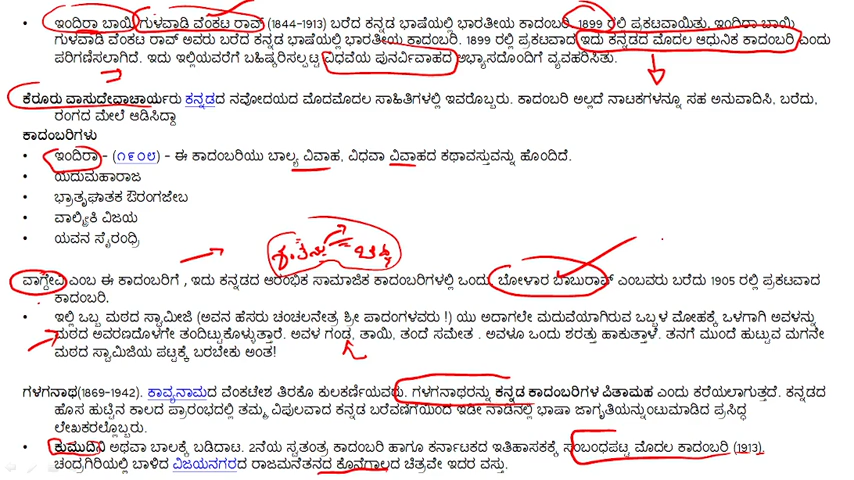 • ಇಂದಿರಾ ಬಾಯಿ ಗುಳವಾಡಿ ವೆಂಕಟ ರಾವ್ (1844-1913) ಬರೆದ ಕನ್ನಡ ಭಾಷೆಯಲ್ಲಿ ಭಾರತೀಯ ಕಾದಂಬರಿ. 1899 ರಲ್ಲಿ ಪ್ರಕಟವಾಯಿತು. ಇಂದಿರಾ ಬಾಯಿ
ಗುಳವಾಡಿ ವೆಂಕಟ ರಾವ್ ಅವರು ಬರೆದ ಕನ್ನಡ ಭಾಷೆಯಲ್ಲಿ ಭಾರತೀಯ ಕಾದಂಬರಿ. 1899 ರಲ್ಲಿ ಪ್ರಕಟವಾದ ಇದು ಕನ್ನಡದ ಮೊದಲ ಆಧುನಿಕ ಕಾದಂಬರಿ ಎಂದು
ಪರಿಗಣಿಸಲಾಗಿದೆ. ಇದು ಇಲ್ಲಿಯವರೆಗೆ ಬಹಿಷ್ಕರಿಸಲ್ಪಟ್ಟ ವಿಧವೆಯ ಪುನರ್ವಿವಾಹದ ಅಭ್ಯಾಸದೊಂದಿಗೆ ವ್ಯವಹರಿಸಿತು.
ಕೆರೂರು ವಾಸುದೇವಾಚಾರ್ಯರು ಕನ್ನಡದ ನವೋದಯದ ಮೊದಮೊದಲ ಸಾಹಿತಿಗಳಲ್ಲಿ ಇವರೊಬ್ಬರು. ಕಾದಂಬರಿ ಅಲ್ಲದೆ ನಾಟಕಗಳನ್ನೂ ಸಹ ಅನುವಾದಿಸಿ, ಬರೆದು,
ರಂಗದ ಮೇಲೆ ಆಡಿಸಿದ್ದಾ
ಕಾದಂಬರಿಗಳು
• ಇಂದಿರಾ - (೧೯೦೮) - ಈ ಕಾದಂಬರಿಯು ಬಾಲ್ಯ ವಿವಾಹ, ವಿಧವಾ ವಿವಾಹದ ಕಥಾವಸ್ತುವನ್ನು ಹೊಂದಿದೆ.
• ಯದುಮಹಾರಾಜ
• ಭ್ರಾತೃಘಾತಕ ಔರಂಗಜೇಬ
• ವಾಲ್ಮೀಕಿ ವಿಜಯ
• ಯವನ ಸೈರಂಧ್ರಿ
ವಾಗ್ದೇವಿ ಎಂಬ ಈ ಕಾದಂಬರಿಗೆ , ಇದು ಕನ್ನಡದ ಆರಂಭಿಕ ಸಾಮಾಜಿಕ ಕಾದಂಬರಿಗಳಲ್ಲಿ ಒಂದು ಬೋಳಾರ ಬಾಬುರಾವ್ ಎಂಬವರು ಬರೆದು 1905 ರಲ್ಲಿ ಪ್ರಕಟವಾದ
ಕಾದಂಬರಿ.
• ಇಲ್ಲಿ ಒಬ್ಬ ಮಠದ ಸ್ವಾಮೀಜಿ (ಅವನ ಹೆಸರು ಚಂಚಲನೇತ್ರ ಶ್ರೀ ಪಾದಂಗಳವರು !) ಯು ಅದಾಗಲೇ ಮದುವೆಯಾಗಿರುವ ಒಬ್ಬಳ ಮೋಹಕ್ಕೆ ಒಳಗಾಗಿ ಅವಳನ್ನು
ಮಠದ ಅವರಣದೊಳಗೇ ತಂದಿಟ್ಟುಕೊಳ್ಳುತ್ತಾರೆ. ಅವಳ ಗಂಡ, ತಾಯಿ, ತಂದೆ ಸಮೇತ . ಅವಳೂ ಒಂದು ಶರತ್ತು ಹಾಕುತ್ತಾಳೆ. ತನಗೆ ಮುಂದೆ ಹುಟ್ಟುವ ಮಗನೇ
ಮಠದ ಸ್ವಾಮಿಜಿಯ ಪಟ್ಟಕ್ಕೆ ಬರಬೇಕು ಅಂತ!
ಗಳಗನಾಥ(1869-1942). ಕಾವ್ಯನಾಮದ ವೆಂಕಟೇಶ ತಿರಕೊ ಕುಲಕರ್ಣಿಯವರು. ಗಳಗನಾಥರನ್ನು ಕನ್ನಡ ಕಾದಂಬರಿಗಳ ಪಿತಾಮಹ ಎಂದು ಕರೆಯಲಾಗುತ್ತದೆ. ಕನ್ನಡದ
ಹೊಸ ಹುಟ್ಟಿನ ಕಾಲದ ಪ್ರಾರಂಭದಲ್ಲಿ ತಮ್ಮ ವಿಪುಲವಾದ ಕನ್ನಡ ಬರೆವಣಿಗೆಯಿಂದ ಇಡೀ ನಾಡಿನಲ್ಲಿ ಭಾಷಾ ಜಾಗೃತಿಯನ್ನುಂಟುಮಾಡಿದ ಪ್ರಸಿದ್ಧ
ಲೇಖಕರಲ್ಲೊಬ್ಬರು.
• ಕುಮುದಿನಿ ಅಥವಾ ಬಾಲಕ್ಕೆ ಬಡಿದಾಟ. 2ನೆಯ ಸ್ವತಂತ್ರ ಕಾದಂಬರಿ ಹಾಗೂ ಕರ್ನಾಟಕದ ಇತಿಹಾಸಕಕ್ಕೆ ಸಂಬಂಧಪಟ್ಟ ಮೊದಲ ಕಾದಂಬರಿ (1913).
ಚಂದ್ರಗಿರಿಯಲ್ಲಿ ಬಾಳಿದ ವಿಜಯನಗರದ ರಾಜಮನೆತನದ ಕೊನೆಗಾಲದ ಚಿತ್ರವೇ ಇದರ ವಸ್ತು.